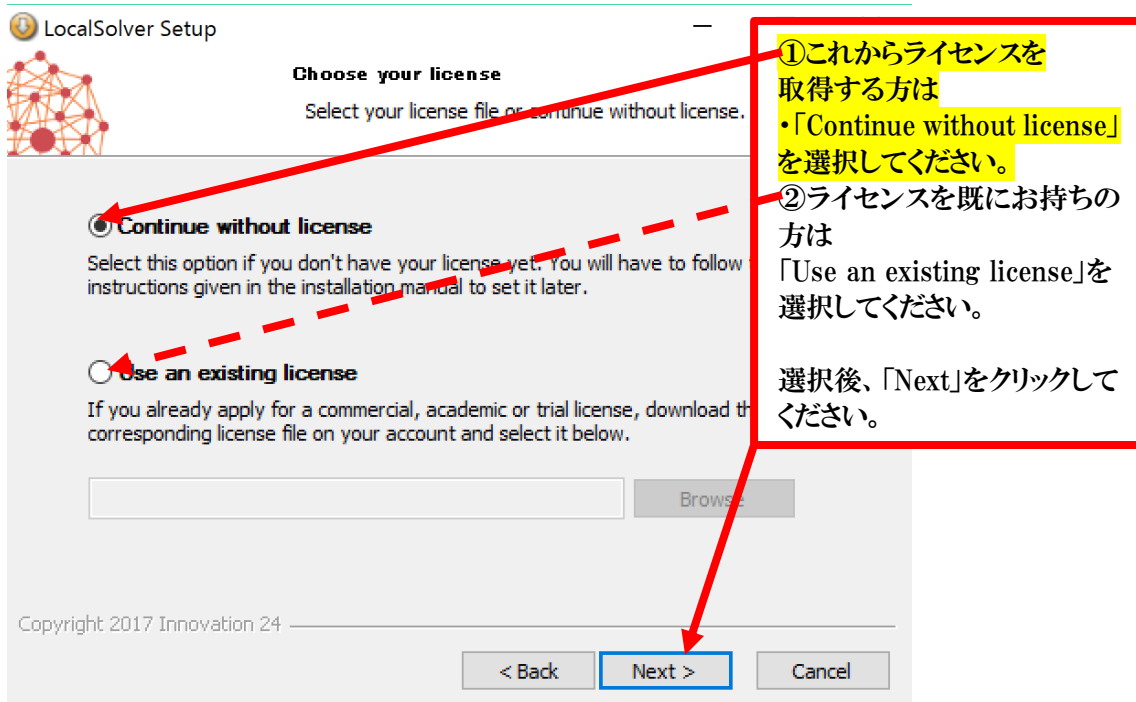 LocalSolver Setup
Choose your license
Select your license file or continue without license.
Continue without license
Select this option if you don't have your license yet. You will have to follow
instructions given in the installation manual to set it later.
Use an existing license
If you already apply for a commercial, academic or trial license, download th
corresponding license file on your account and select it below.
Browse
Copyright 2017 Innovation 24
< Back
Next >
Cancel
①これからライセンスを
取得する方は
・「Continue without license」
を選択してください。
②ライセンスを既にお持ちの
方は
「Use an existing license」を
選択してください。
選択後、「Next」をクリックして
ください。